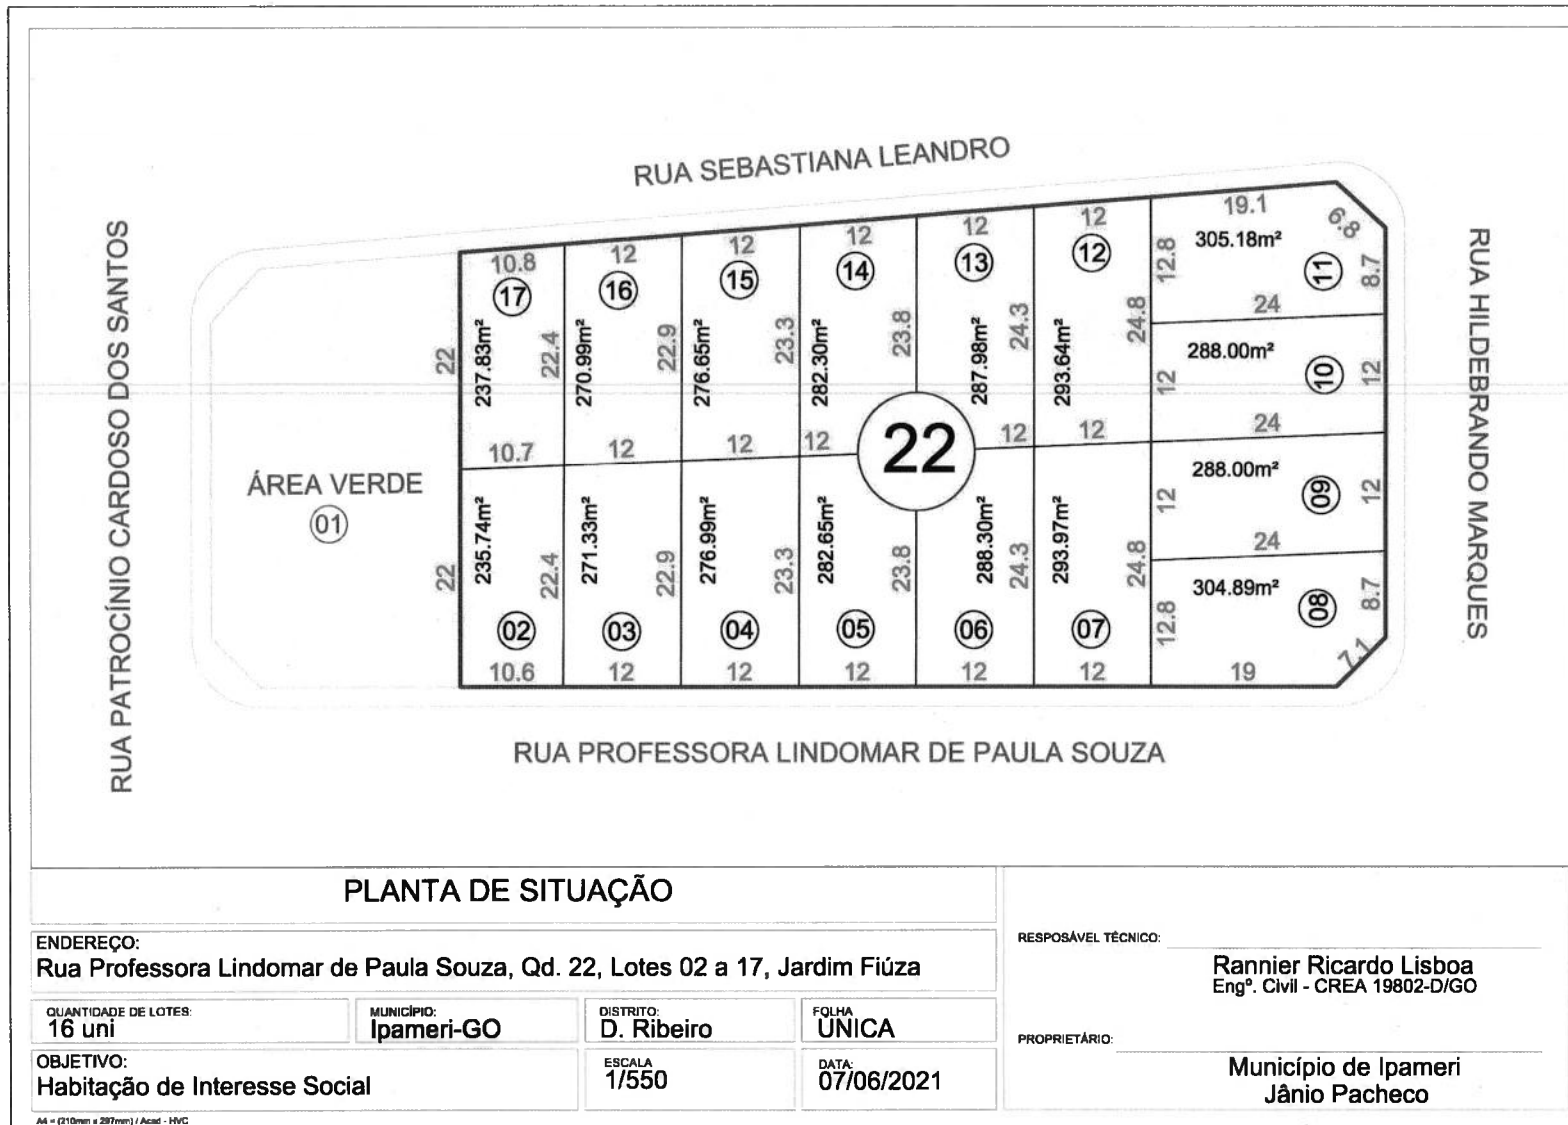 RUA SEBASTIANA LEANDRO
RUA PATROCÍNIO CARDOSO DOS SANTOS
RUA HILDEBRANDO MARQUES
10.8
12
12
12
12
12
19.1
6.8
17
16
15
14
13
12
305.18m²
11
12.8
8.7
24
22
237.83m²
22.4
270.99m²
22.9
276.65m²
23.3
282.30m²
23.8
287.98m²
24.3
293.64m²
24.8
288.00m²
10
12
12
24
10.7
12
12
12
22
12
12
ÁREA VERDE
01
288.00m²
09
12
12
24
22
235.74m²
22.4
271.33m²
22.9
276.99m²
23.3
282.65m²
23.8
288.30m²
24.3
293.97m²
24.8
304.89m²
08
12.8
8.7
7.1
02
03
04
05
06
07
10.6
12
12
12
12
12
19
RUA PROFESSORA LINDOMAR DE PAULA SOUZA
PLANTA DE SITUAÇÃO
ENDEREÇO:
Rua Professora Lindomar de Paula Souza, Qd. 22, Lotes 02 a 17, Jardim Fiúza
QUANTIDADE DE LOTES:
16 uni
MUNICÍPIO:
Ipameri-GO
DISTRITO:
D. Ribeiro
FOLHA
ÚNICA
OBJETIVO:
Habitação de Interesse Social
ESCALA
1/550
DATA:
07/06/2021
RESPOSÁVEL TÉCNICO:
Rannier Ricardo Lisboa
Engº. Civil - CREA 19802-D/GO
PROPRIETÁRIO:
Município de Ipameri
Jânio Pacheco
A4 = (210mm x 297mm) / Acad - HVC